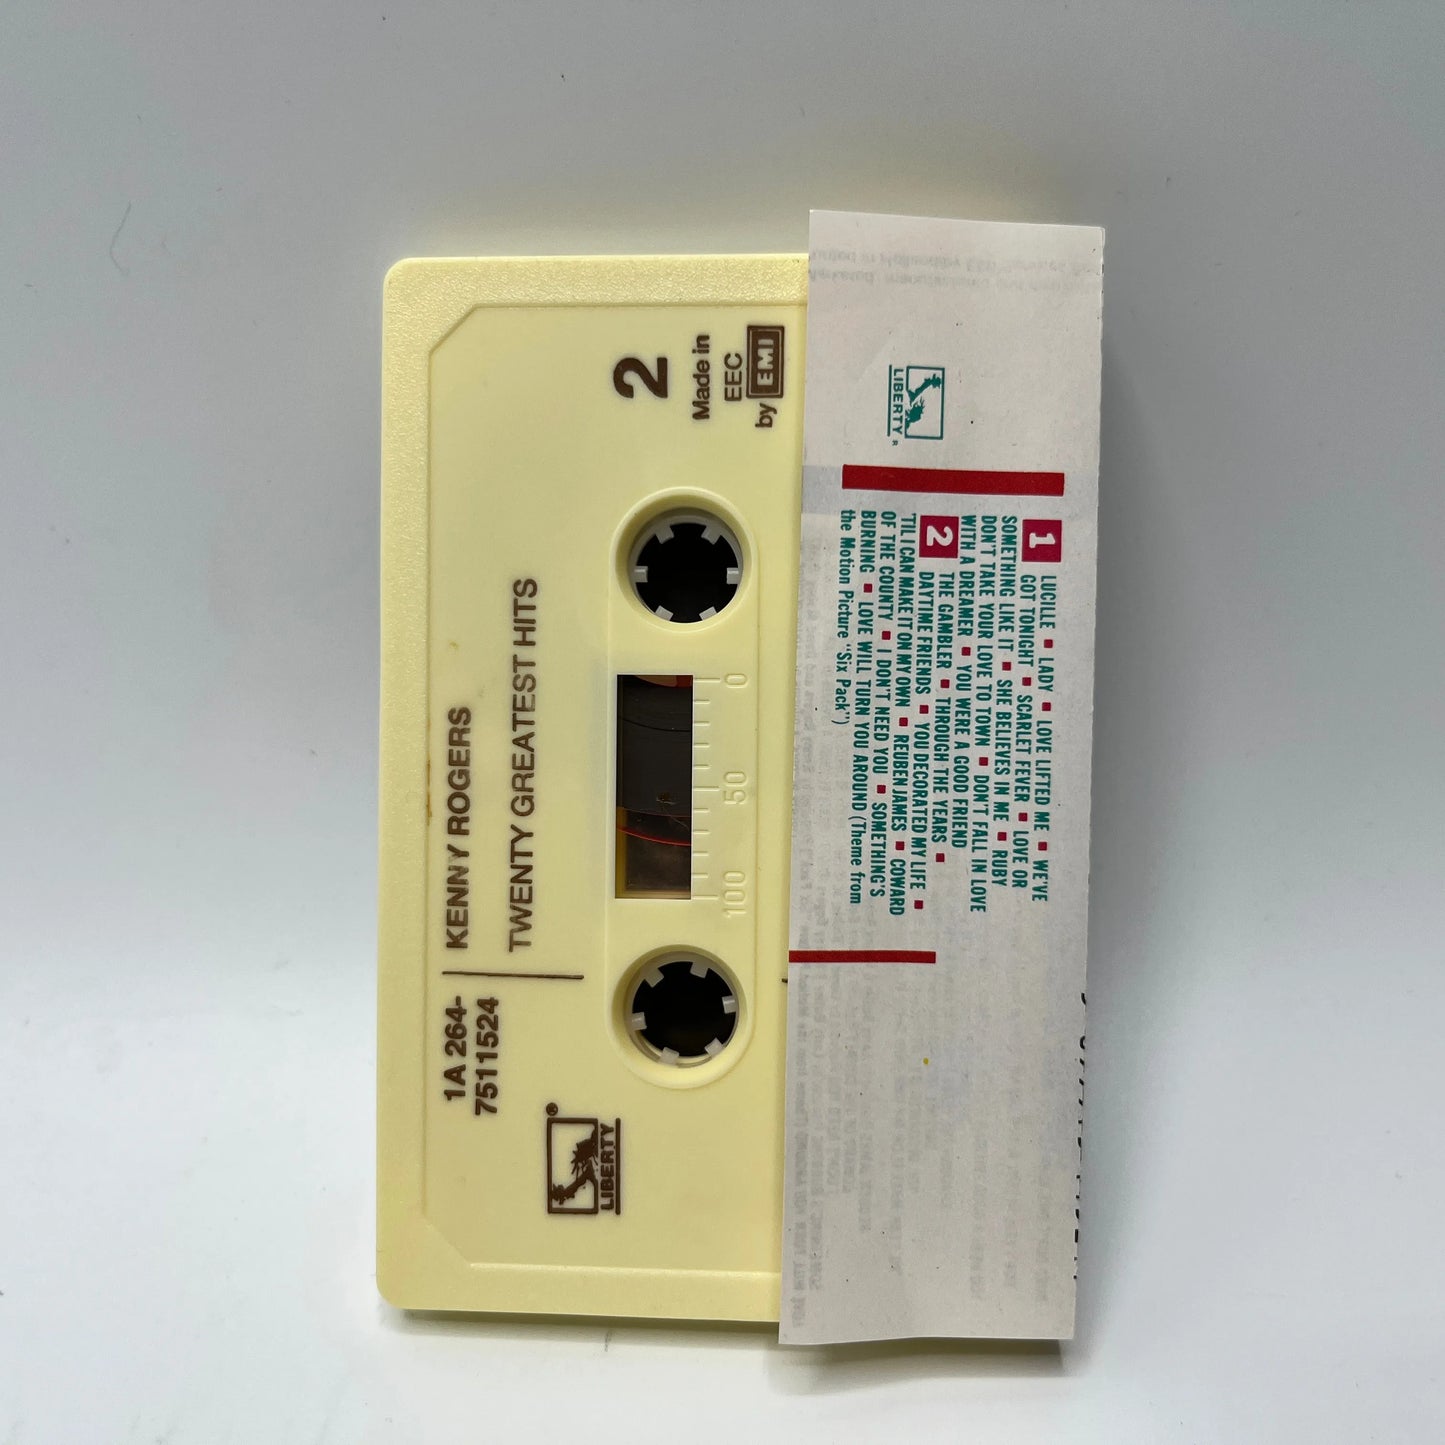 1A 264-
7511524
KENNY ROGERS
TWENTY GREATEST HITS
2
Made in
EEC
by EMI
LIBERTY ®
0 50 100
LIBERTY ®
1 LUCILLE ▪ LADY ▪ LOVE LIFTED ME ▪ WE'VE
GOT TONIGHT ▪ SCARLET FEVER ▪ LOVE OR
SOMETHING LIKE IT ▪ SHE BELIEVES IN ME ▪ RUBY
DON'T TAKE YOUR LOVE TO TOWN ▪ DON'T FALL IN LOVE
WITH A DREAMER ▪ YOU WERE A GOOD FRIEND
2 THE GAMBLER ▪ THROUGH THE YEARS ▪
DAYTIME FRIENDS ▪ YOU DECORATED MY LIFE ▪
'TIL I CAN MAKE IT ON MY OWN ▪ REUBEN JAMES ▪ COWARD
OF THE COUNTY ▪ I DON'T NEED YOU ▪ SOMETHING'S
BURNING ▪ LOVE WILL TURN YOU AROUND (Theme from
the Motion Picture "Six Pack")